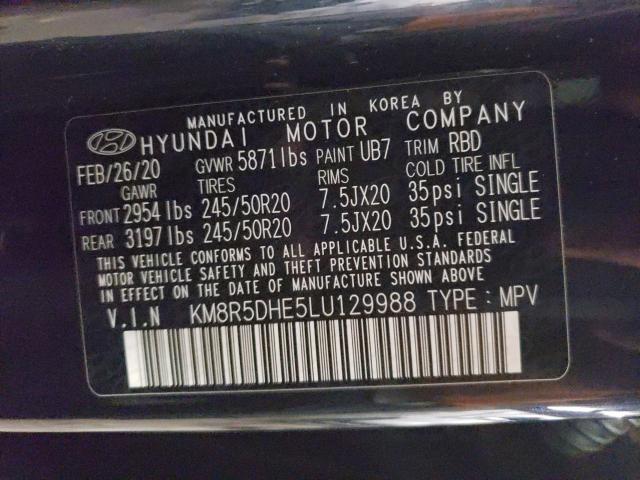 MANUFACTURED IN KOREA BY
HYUNDAI MOTOR COMPANY
FEB/26/20 GVWR 5871lbs PAINT UB7 TRIM RBD
GAWR TIRES RIMS COLD TIRE INFL
FRONT 2954 lbs 245/50R20 7.5JX20 35psi SINGLE
REAR 3197 lbs 245/50R20 7.5JX20 35psi SINGLE
THIS VEHICLE CONFORMS TO ALL APPLICABLE U.S.A. FEDERAL
MOTOR VEHICLE SAFETY AND THEFT PREVENTION STANDARDS
IN EFFECT ON THE DATE OF MANUFACTURE SHOWN ABOVE.
V.I.N KM8R5DHE5LU129988 TYPE : MPV